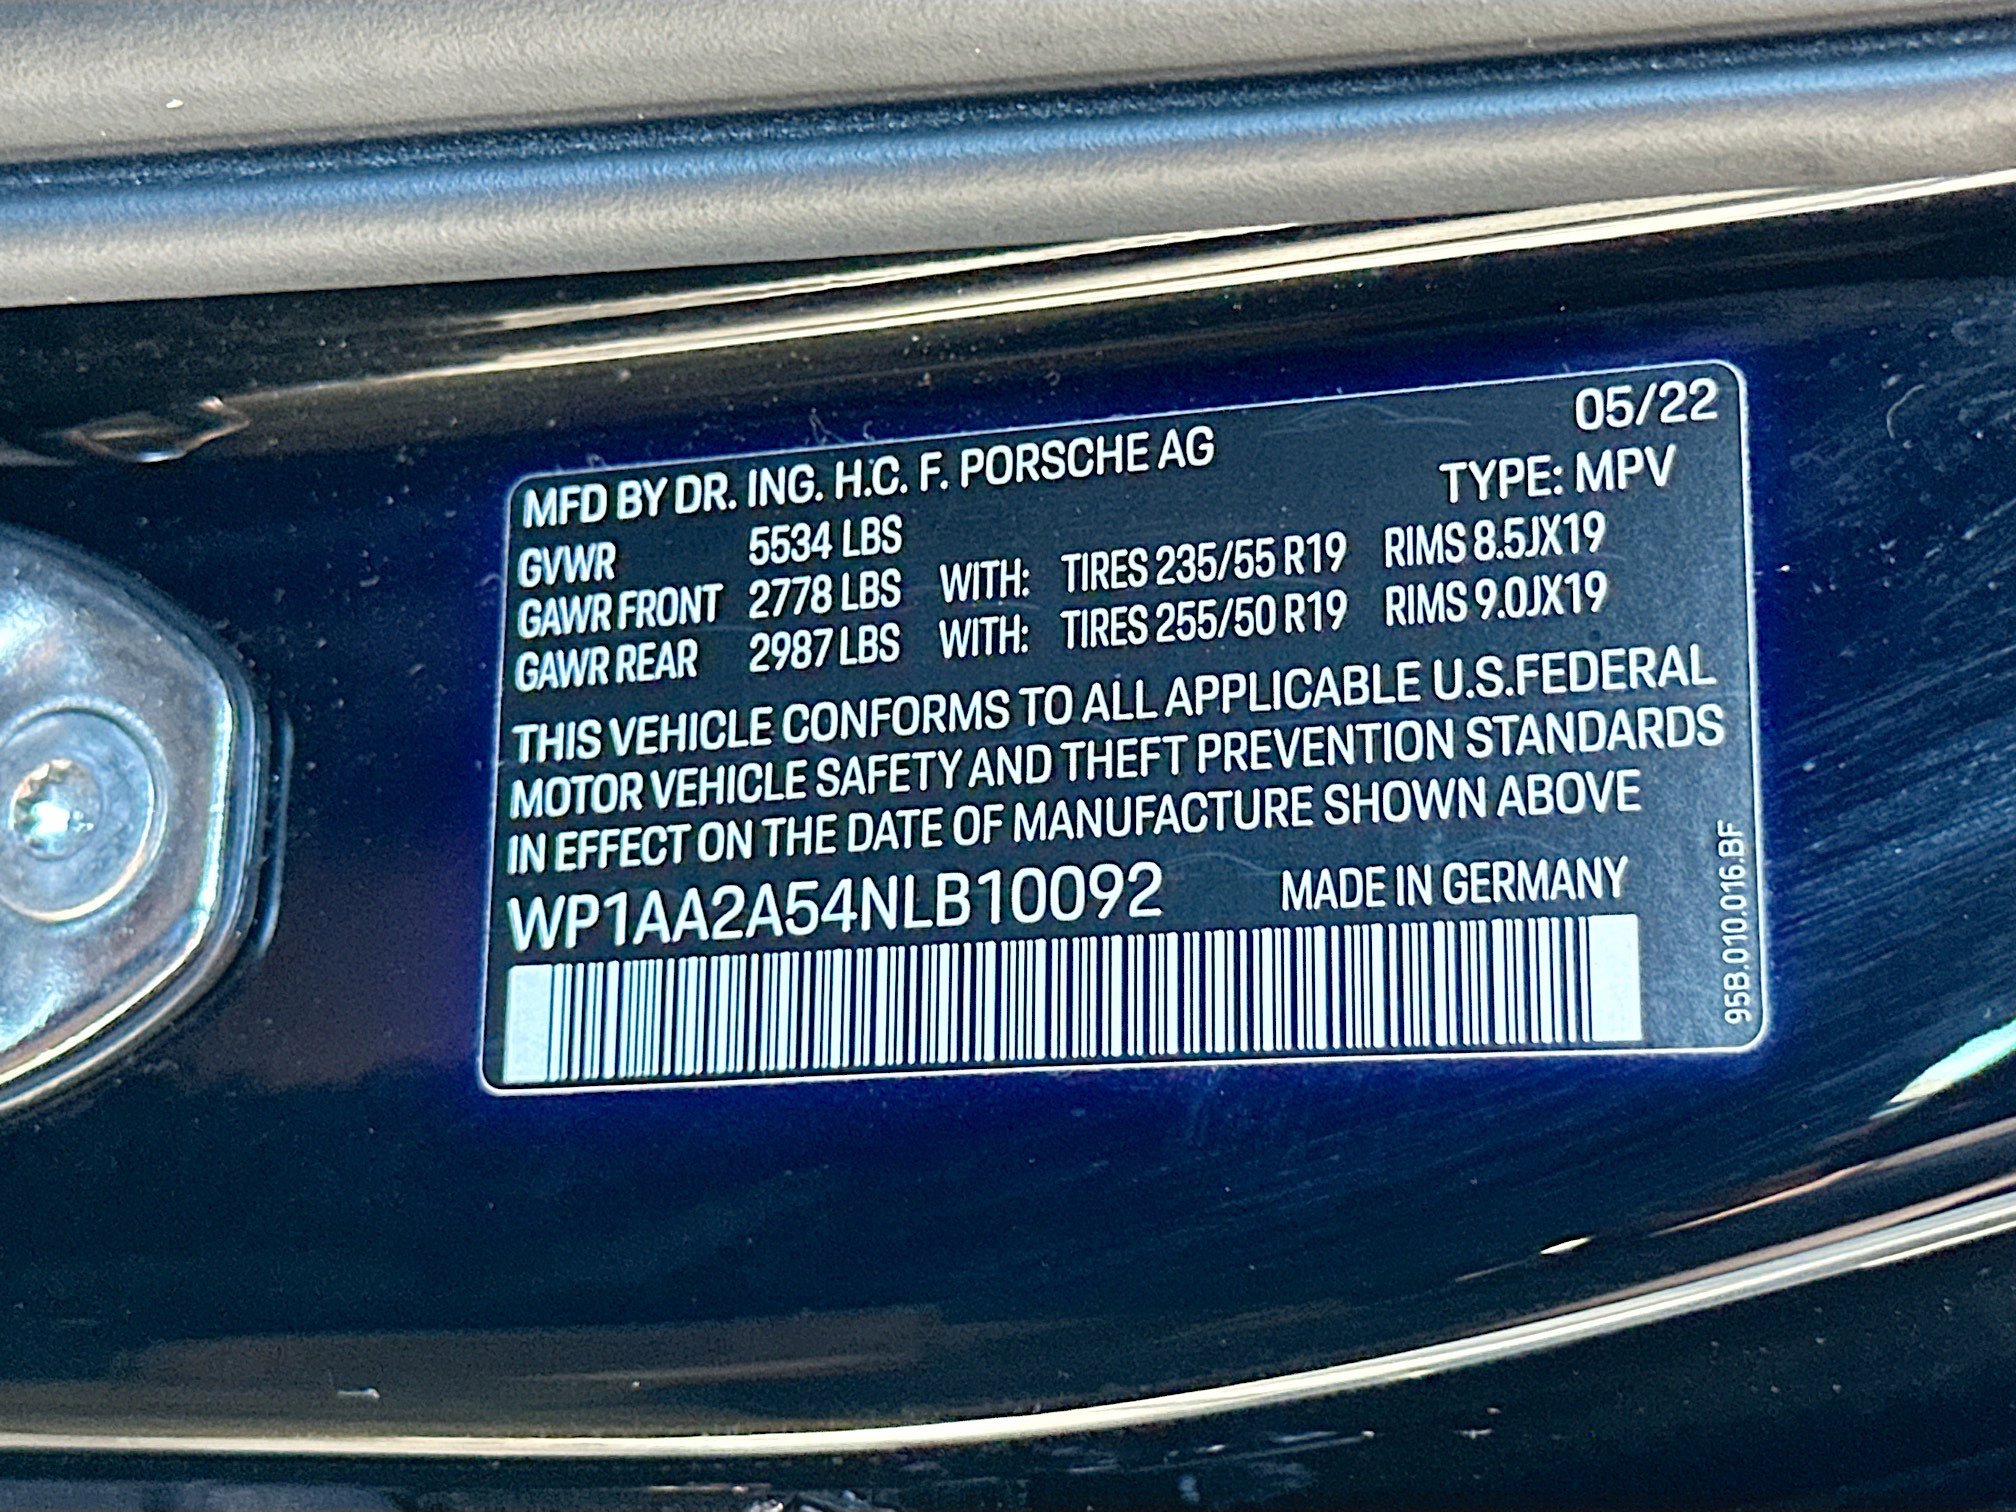 05/22
MFD BY DR. ING. H.C. F. PORSCHE AG TYPE: MPV
GVWR 5534 LBS
GAWR FRONT 2778 LBS WITH: TIRES 235/55 R19 RIMS 8.5JX19
GAWR REAR 2987 LBS WITH: TIRES 255/50 R19 RIMS 9.0JX19
THIS VEHICLE CONFORMS TO ALL APPLICABLE U.S.FEDERAL
MOTOR VEHICLE SAFETY AND THEFT PREVENTION STANDARDS
IN EFFECT ON THE DATE OF MANUFACTURE SHOWN ABOVE
WP1AA2A54NLB10092 MADE IN GERMANY
95B.010.016.BF